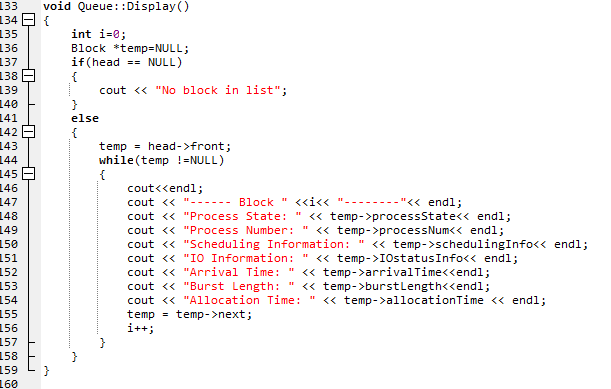 133 void Queue::Display()
134 {
135     int i=0;
136     Block *temp=NULL;
137     if(head == NULL)
138     {
139         cout << "No block in list";
140     }
141     else
142     {
143         temp = head->front;
144         while(temp !=NULL)
145         {
146             cout<<endl;
147             cout << "------ Block " <<i<< "--------"<< endl;
148             cout << "Process State: " << temp->processState<< endl;
149             cout << "Process Number: " << temp->processNum<< endl;
150             cout << "Scheduling Information: " << temp->schedulingInfo<< endl;
151             cout << "IO Information: " << temp->IOstatusInfo<< endl;
152             cout << "Arrival Time: " << temp->arrivalTime<<endl;
153             cout << "Burst Length: " << temp->burstLength<<endl;
154             cout << "Allocation Time: " << temp->allocationTime << endl;
155             temp = temp->next;
156             i++;
157         }
158     }
159 }
160